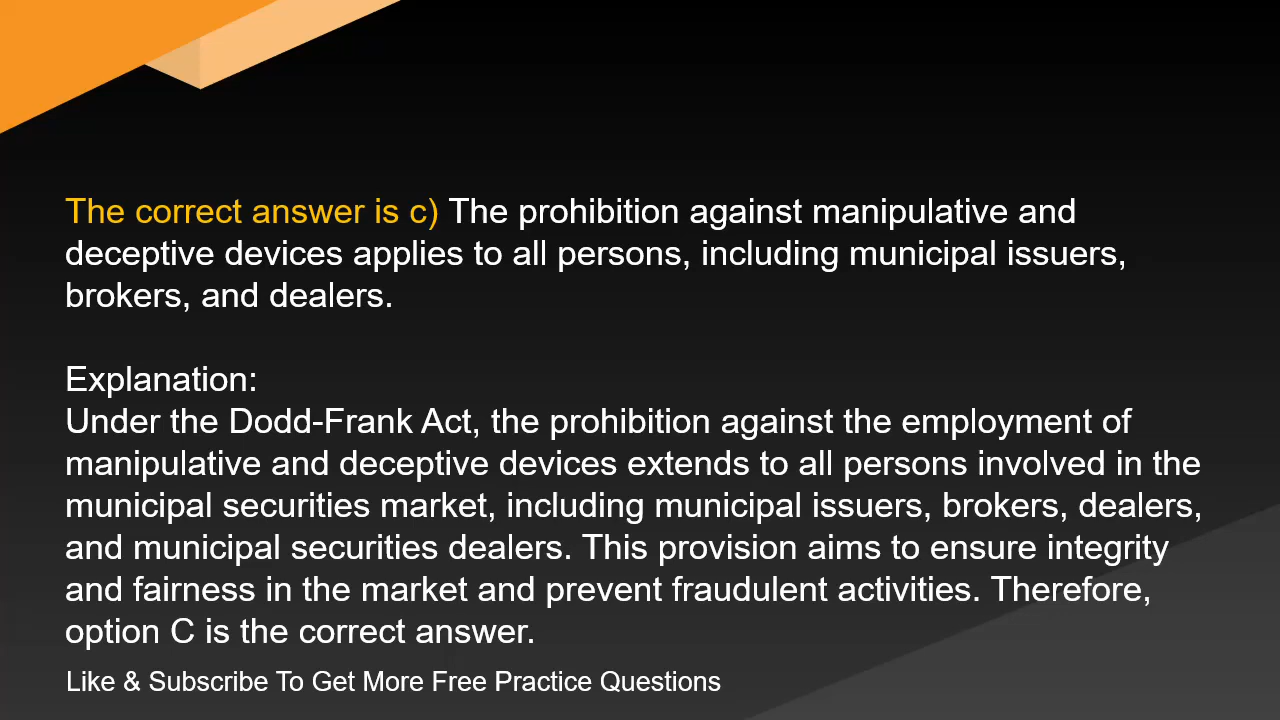 The correct answer is c) The prohibition against manipulative and
deceptive devices applies to all persons, including municipal issuers,
brokers, and dealers.
Explanation:
Under the Dodd-Frank Act, the prohibition against the employment of
manipulative and deceptive devices extends to all persons involved in the
municipal securities market, including municipal issuers, brokers, dealers,
and municipal securities dealers. This provision aims to ensure integrity
and fairness in the market and prevent fraudulent activities. Therefore,
option C is the correct answer.
Like & Subscribe To Get More Free Practice Questions